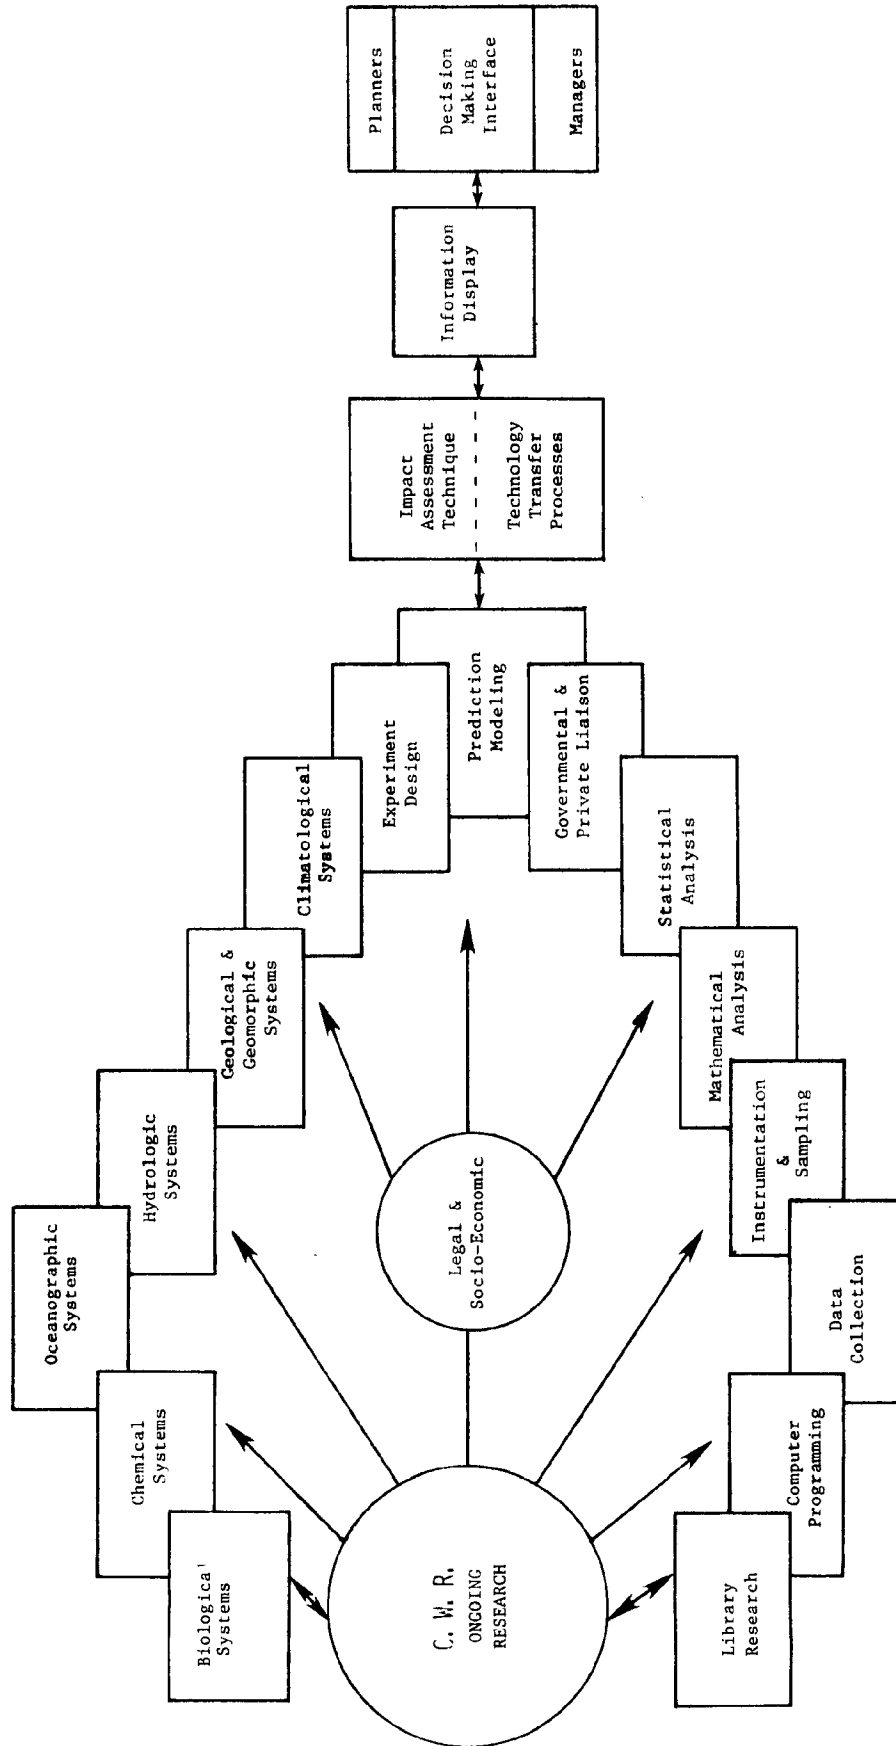 Oceanographic
Systems
Chemical
Systems
Hydrologic
Systems
Biologica'
Systems
Geological &
Geomorphic
Systems
Climatological
Systems
Experiment
Design
Prediction
Modeling
C. W. R.
ONGOING
RESEARCH
Legal &
Socio-Economic
Governmental &
Private Liaison
Statistical
Analysis
Mathematical
Analysis
Instrumentation
&
Sampling
Data
Collection
Computer
Programming
Library
Research
Impact
Assessment
Technique
Technology
Transfer
Processes
Information
Display
Planners
Decision
Making
Interface
Managers